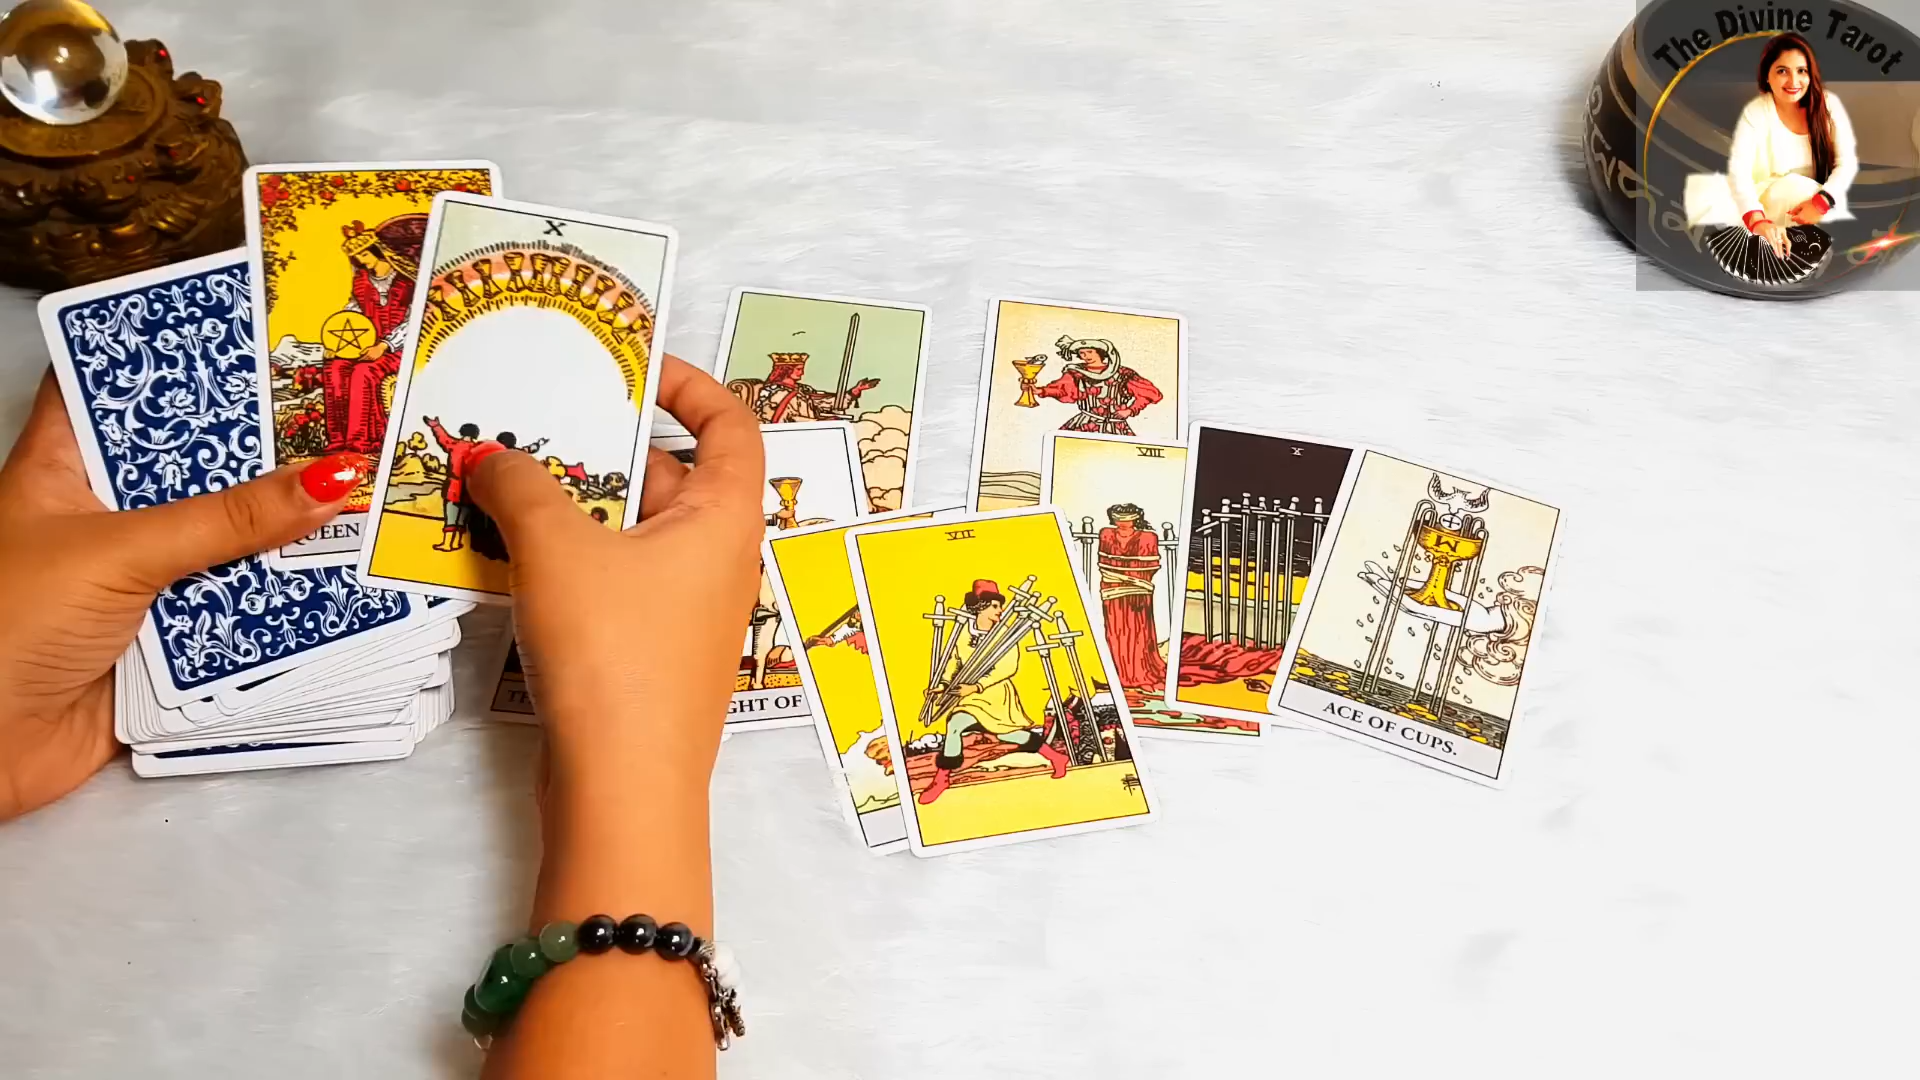 The Divine Tarot
X
QUEEN
VIII
X
VII
GHT OF
ACE OF CUPS.